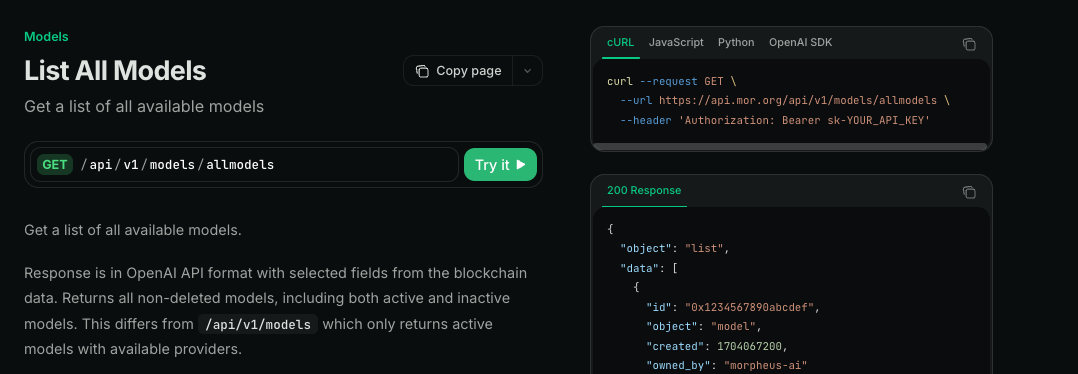 Models
List All Models
Copy page
Get a list of all available models
GET /api/v1/models/allmodels
Try it
Get a list of all available models.
Response is in OpenAI API format with selected fields from the blockchain
data. Returns all non-deleted models, including both active and inactive
models. This differs from /api/v1/models which only returns active
models with available providers.
cURL JavaScript Python OpenAI SDK
curl --request GET \
--url https://api.mor.org/api/v1/models/allmodels \
--header 'Authorization: Bearer sk-YOUR_API_KEY'
200 Response
{
"object": "list",
"data": [
{
"id": "0x1234567890abcdef",
"object": "model",
"created": 1704067200,
"owned_by": "morpheus-ai"